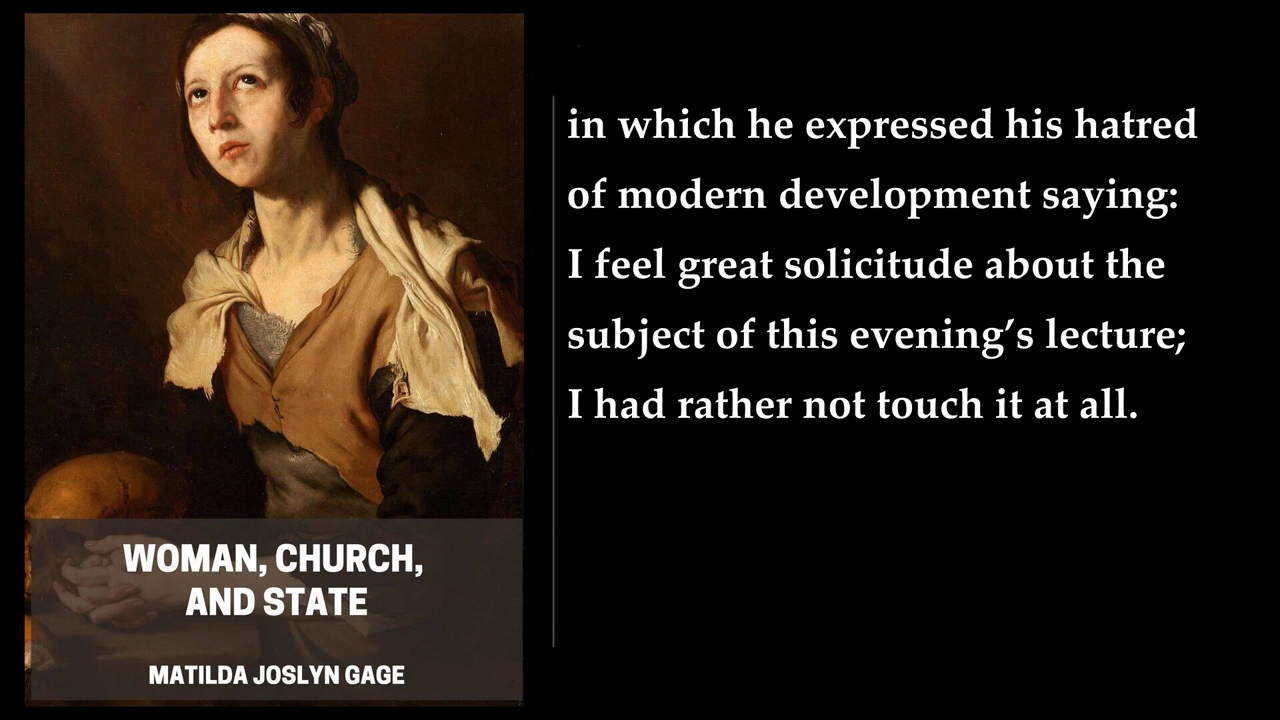 WOMAN, CHURCH,
AND STATE
MATILDA JOSLYN GAGE
in which he expressed his hatred
of modern development saying:
I feel great solicitude about the
subject of this evening’s lecture;
I had rather not touch it at all.